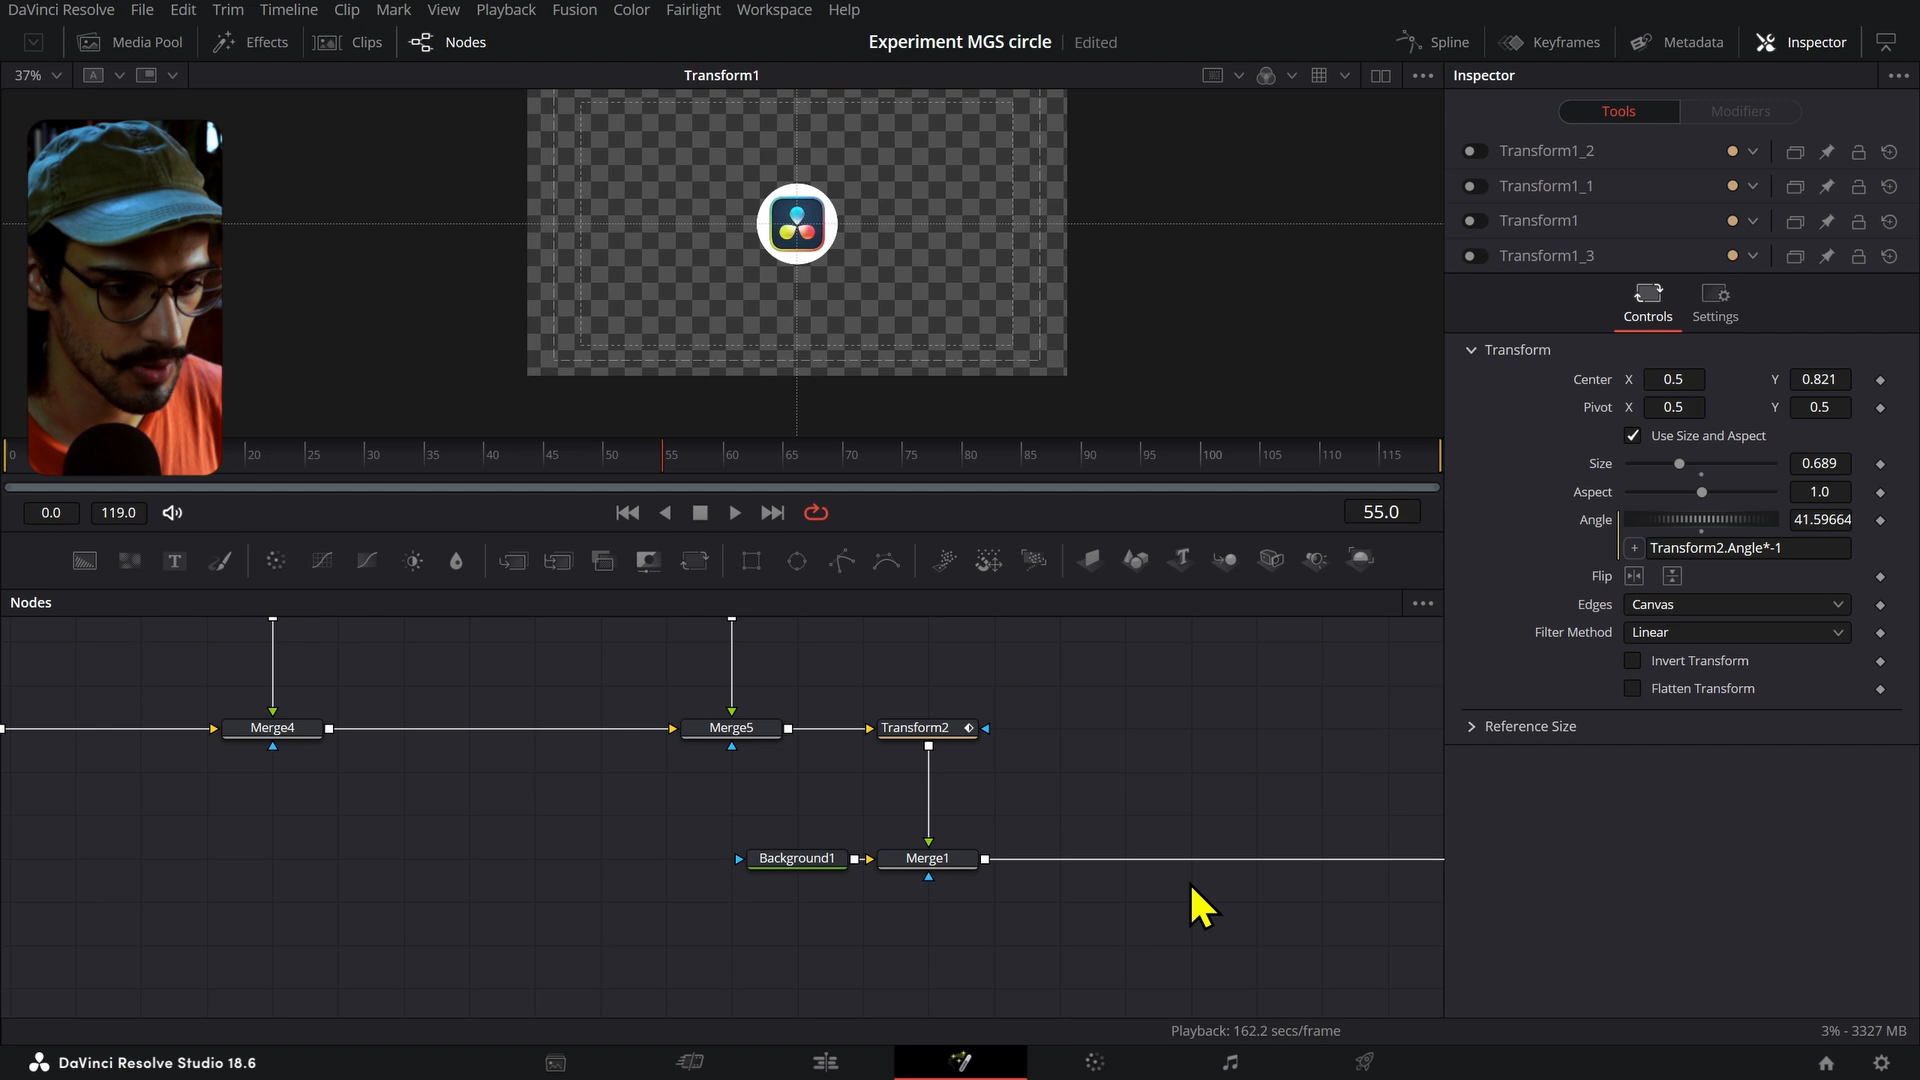 DaVinci Resolve File Edit Trim Timeline Clip Mark View Playback Fusion Color Fairlight Workspace Help
Media Pool Effects Clips Nodes Experiment MGS circle Edited Spline Keyframes Metadata Inspector
37% A Transform1 Inspector
Tools Modifiers
Transform1_2
Transform1_1
Transform1
Transform1_3
Controls Settings
Transform
Center X 0.5 Y 0.821
Pivot X 0.5 Y 0.5
Use Size and Aspect
Size 0.689
Aspect 1.0
Angle 41.59664
Transform2.Angle*-1
Flip
Edges Canvas
Filter Method Linear
Invert Transform
Flatten Transform
Reference Size
0 20 25 30 35 40 45 50 55 60 65 70 75 80 85 90 95 100 105 110 115
0.0 119.0 55.0
Nodes
Merge4 Merge5 Transform2
Background1 Merge1
Playback: 162.2 secs/frame 3% - 3327 MB
DaVinci Resolve Studio 18.6